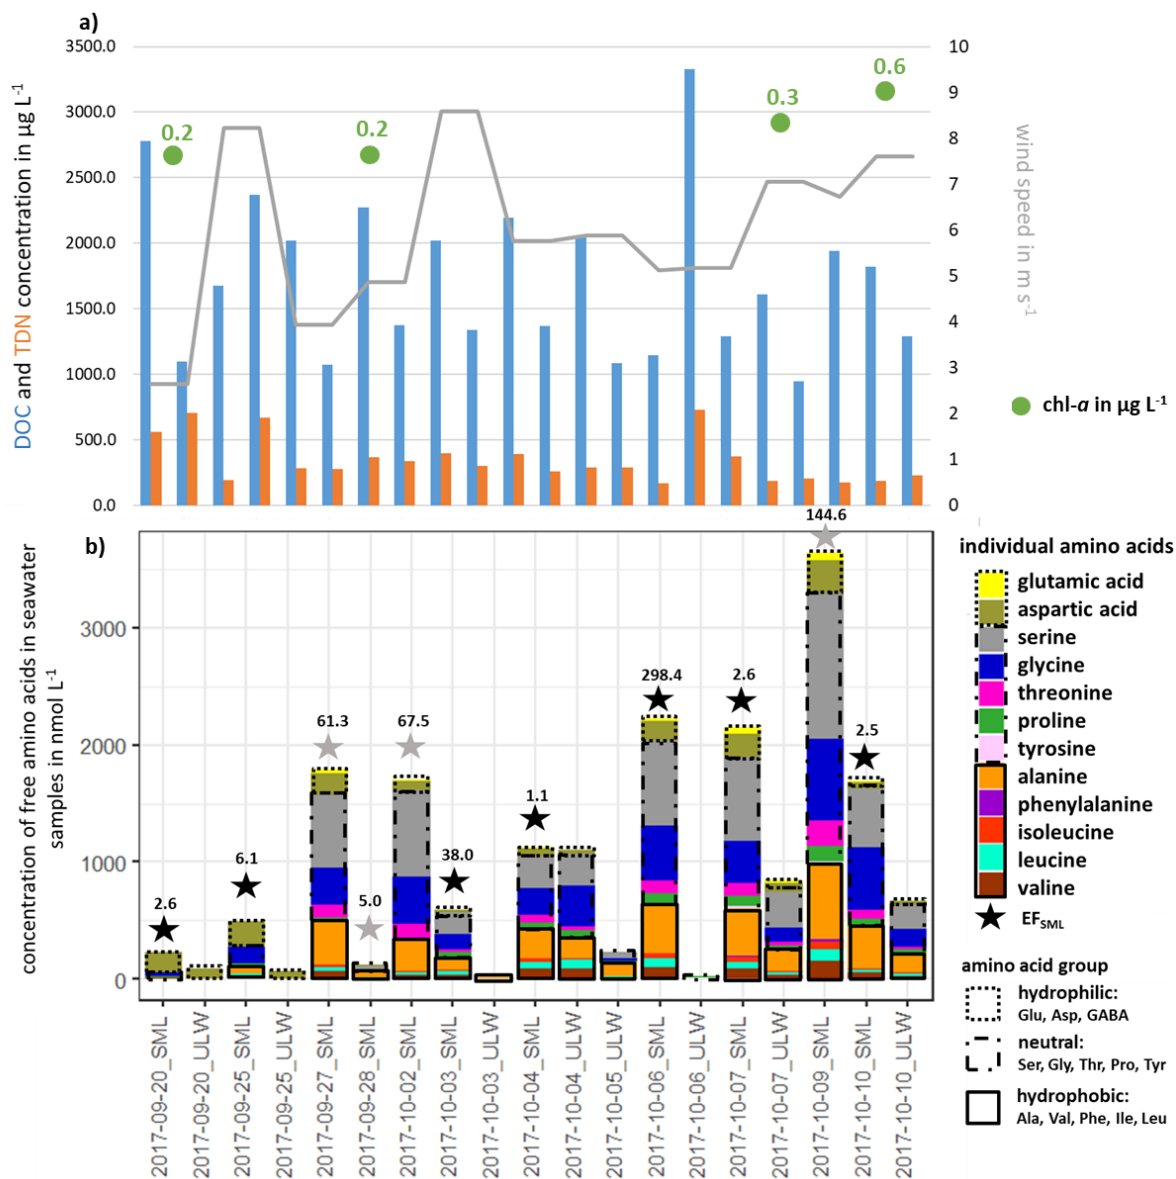 a)
3500.0
3000.0
2500.0
2000.0
1500.0
1000.0
500.0
0.0
DOC and TDN concentration in µg L-1
0.2
0.2
0.3
0.6
10
9
8
7
6
5
4
3
2
1
0
wind speed in m s-1
chl-a in µg L-1
b)
concentration of free amino acids in seawater
samples in nmol L-1
3000
2000
1000
0
2.6
6.1
61.3
5.0
67.5
38.0
1.1
298.4
2.6
144.6
2.5
2017-09-20_SML
2017-09-20_ULW
2017-09-25_SML
2017-09-25_ULW
2017-09-27_SML
2017-09-28_SML
2017-10-02_SML
2017-10-03_SML
2017-10-03_ULW
2017-10-04_SML
2017-10-04_ULW
2017-10-05_ULW
2017-10-06_SML
2017-10-06_ULW
2017-10-07_SML
2017-10-07_ULW
2017-10-09_SML
2017-10-10_SML
2017-10-10_ULW
individual amino acids
glutamic acid
aspartic acid
serine
glycine
threonine
proline
tyrosine
alanine
phenylalanine
isoleucine
leucine
valine
EFSML
amino acid group
hydrophilic:
Glu, Asp, GABA
neutral:
Ser, Gly, Thr, Pro, Tyr
hydrophobic:
Ala, Val, Phe, Ile, Leu